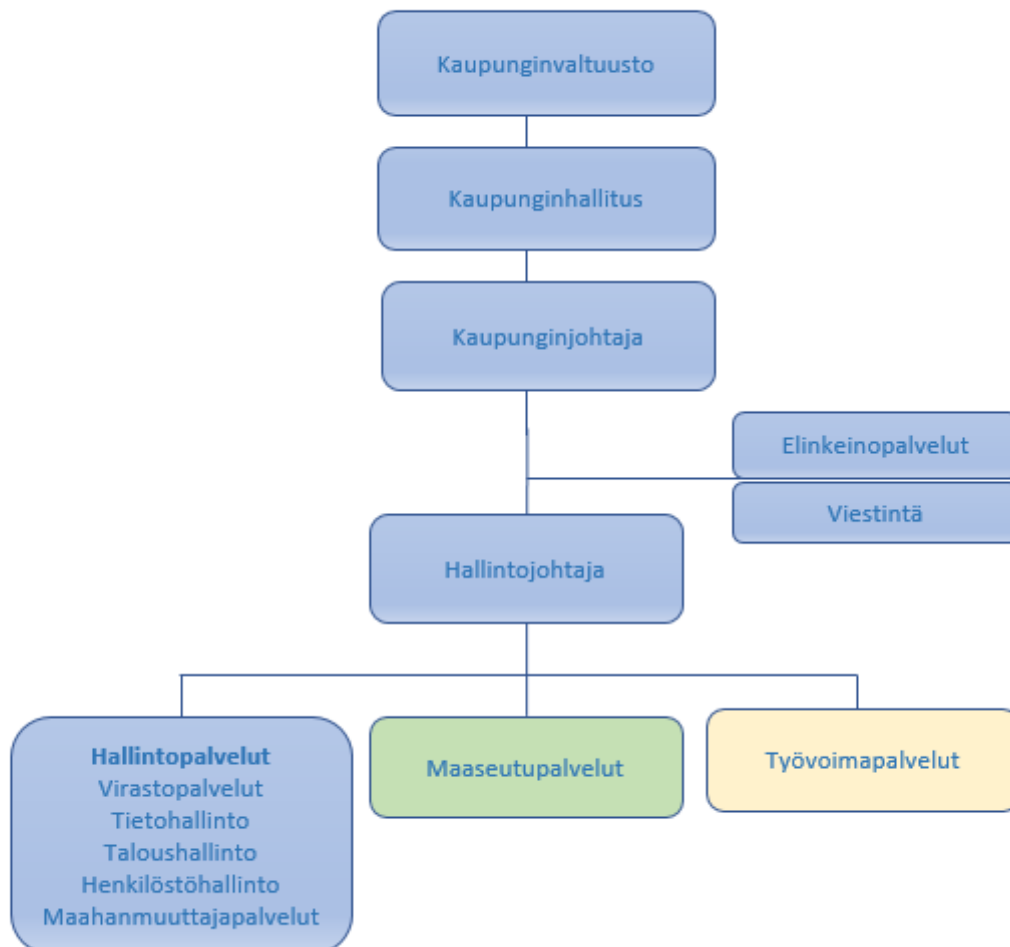 Kaupunginvaltuusto
Kaupunginhallitus
Kaupunginjohtaja
Elinkeinopalvelut
Viestintä
Hallintojohtaja
Hallintopalvelut
Virastopalvelut
Tietohallinto
Taloushallinto
Henkilöstöhallinto
Maahanmuuttajapalvelut
Maaseutupalvelut
Työvoimapalvelut